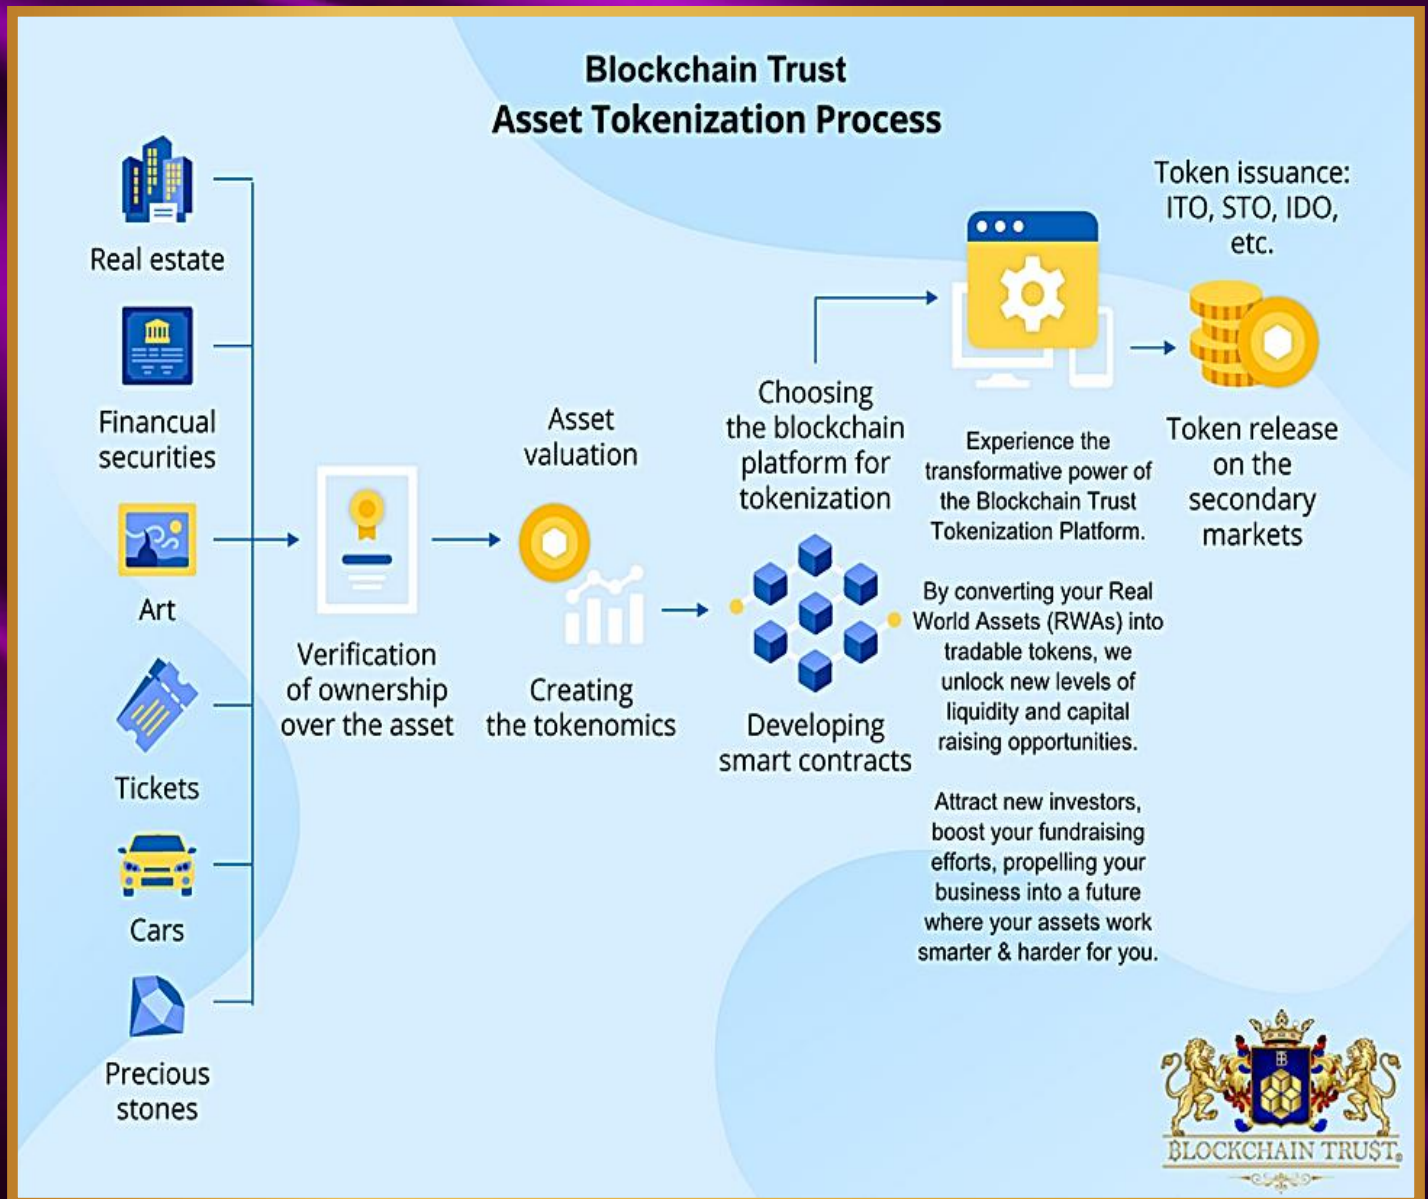 Blockchain Trust
Asset Tokenization Process
Real estate
Financual
securities
Art
Tickets
Cars
Precious
stones
Verification
of ownership
over the asset
Asset
valuation
Creating
the tokenomics
Choosing
the blockchain
platform for
tokenization
Developing
smart contracts
Experience the
transformative power of
the Blockchain Trust
Tokenization Platform.
By converting your Real
World Assets (RWAs) into
tradable tokens, we
unlock new levels of
liquidity and capital
raising opportunities.
Attract new investors,
boost your fundraising
efforts, propelling your
business into a future
where your assets work
smarter & harder for you.
Token issuance:
ITO, STO, IDO,
etc.
Token release
on the
secondary
markets
BLOCKCHAIN TRU$T®